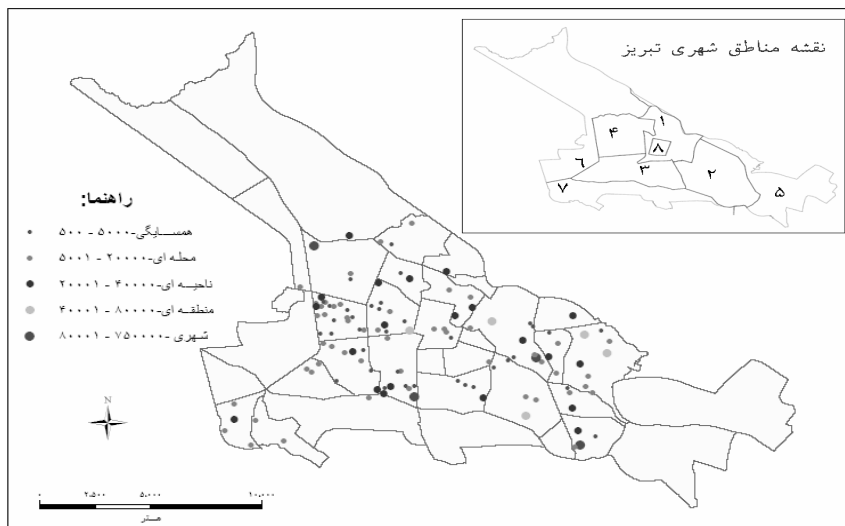 نقشه مناطق شهری تبریز
۱
۴
۸
۶
۳
۲
۷
۵
راهنما:
همسـایگی-۵۰۰۰ - ۵۰۰
محله ای-۲۰۰۰۰ - ۵۰۰۱
ناحیه ای-۴۰۰۰۰ - ۲۰۰۰۱
منطقه ای-۸۰۰۰۰ - ۴۰۰۰۱
شهری-۷۵۰۰۰۰ - ۸۰۰۰۱
N
۰ ۲,۵۰۰ ۵,۰۰۰ ۱۰,۰۰۰
متر